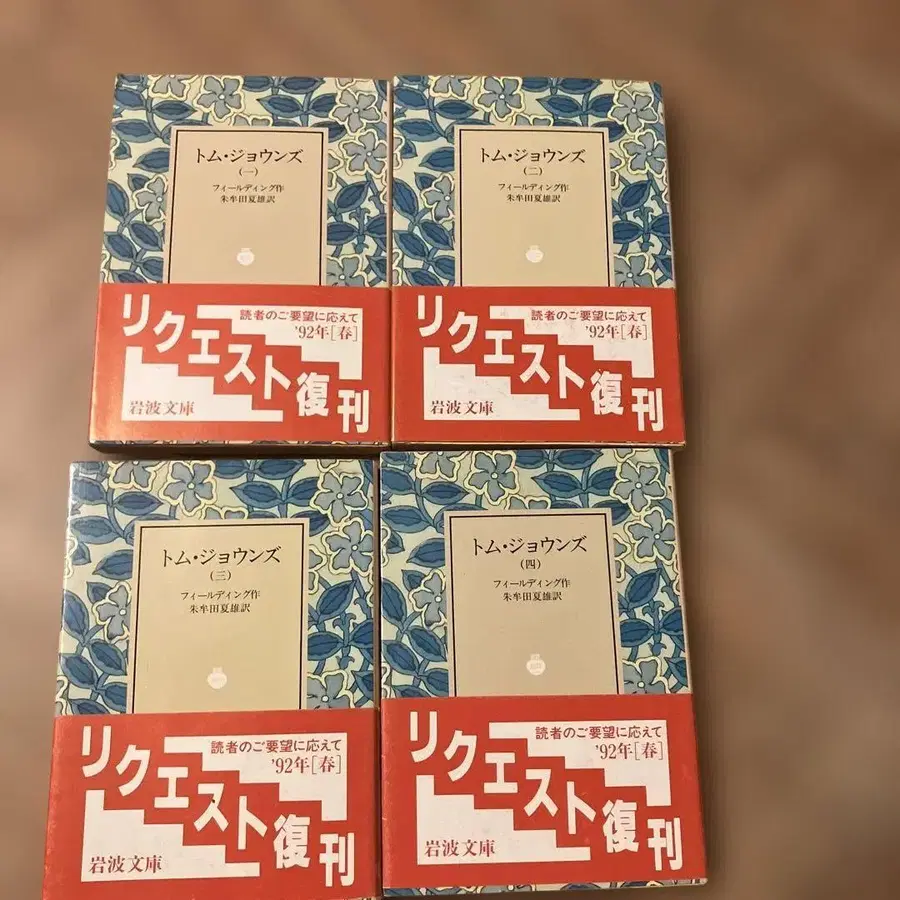 トム・ジョウンズ
(一)
フィールディング作
朱牟田夏雄訳
読者のご要望に応えて
'92年[春]
リクエスト復刊
岩波文庫
トム・ジョウンズ
(二)
フィールディング作
朱牟田夏雄訳
読者のご要望に応えて
'92年[春]
リクエスト復刊
岩波文庫
トム・ジョウンズ
(三)
フィールディング作
朱牟田夏雄訳
読者のご要望に応えて
'92年[春]
リクエスト復刊
岩波文庫
トム・ジョウンズ
(四)
フィールディング作
朱牟田夏雄訳
読者のご要望に応えて
'92年[春]
リクエスト復刊
岩波文庫